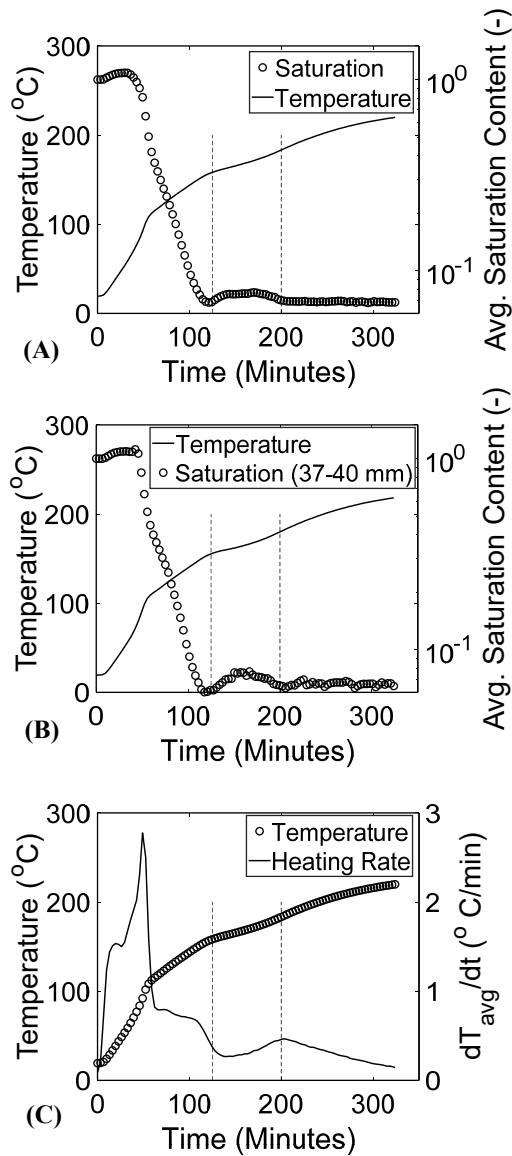 300
Saturation
Temperature
10^0
200
100
10^-1
0
0 100 200 300
Temperature (°C)
Avg. Saturation Content (-)
Time (Minutes)
(A)
300
Temperature
Saturation (37-40 mm)
10^0
200
100
10^-1
0
0 100 200 300
Temperature (°C)
Avg. Saturation Content (-)
Time (Minutes)
(B)
300 3
Temperature
Heating Rate
200 2
100 1
0 0
0 100 200 300
Temperature (°C)
dT_avg/dt (° C/min)
Time (Minutes)
(C)